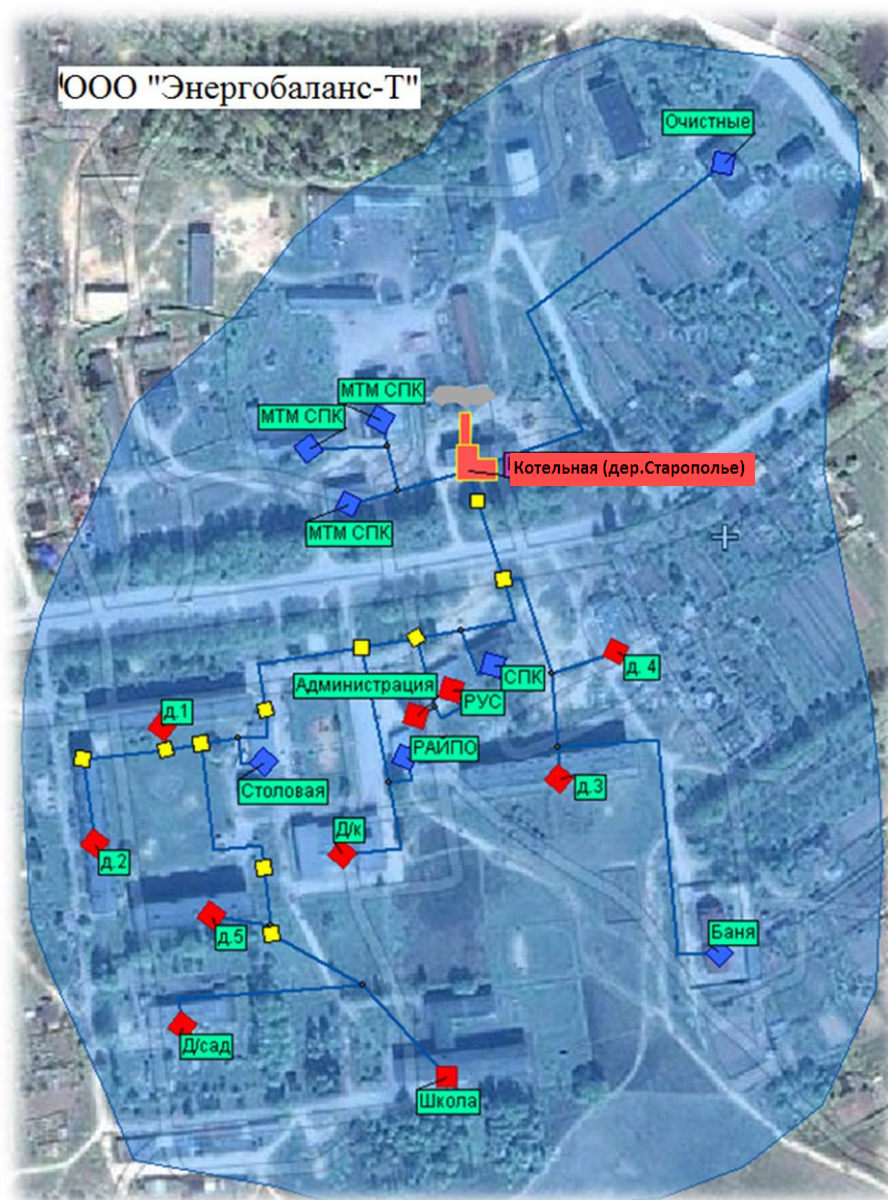 ООО "Энергобаланс-Т"
Очистные
МТМ СПК
МТМ СПК
Котельная (дер.Старополье)
МТМ СПК
д. 4
СПК
Администрация
РУС
д.1
РАЙПО
д.3
Столовая
Д/к
д.2
Баня
д.5
Д/сад
Школа